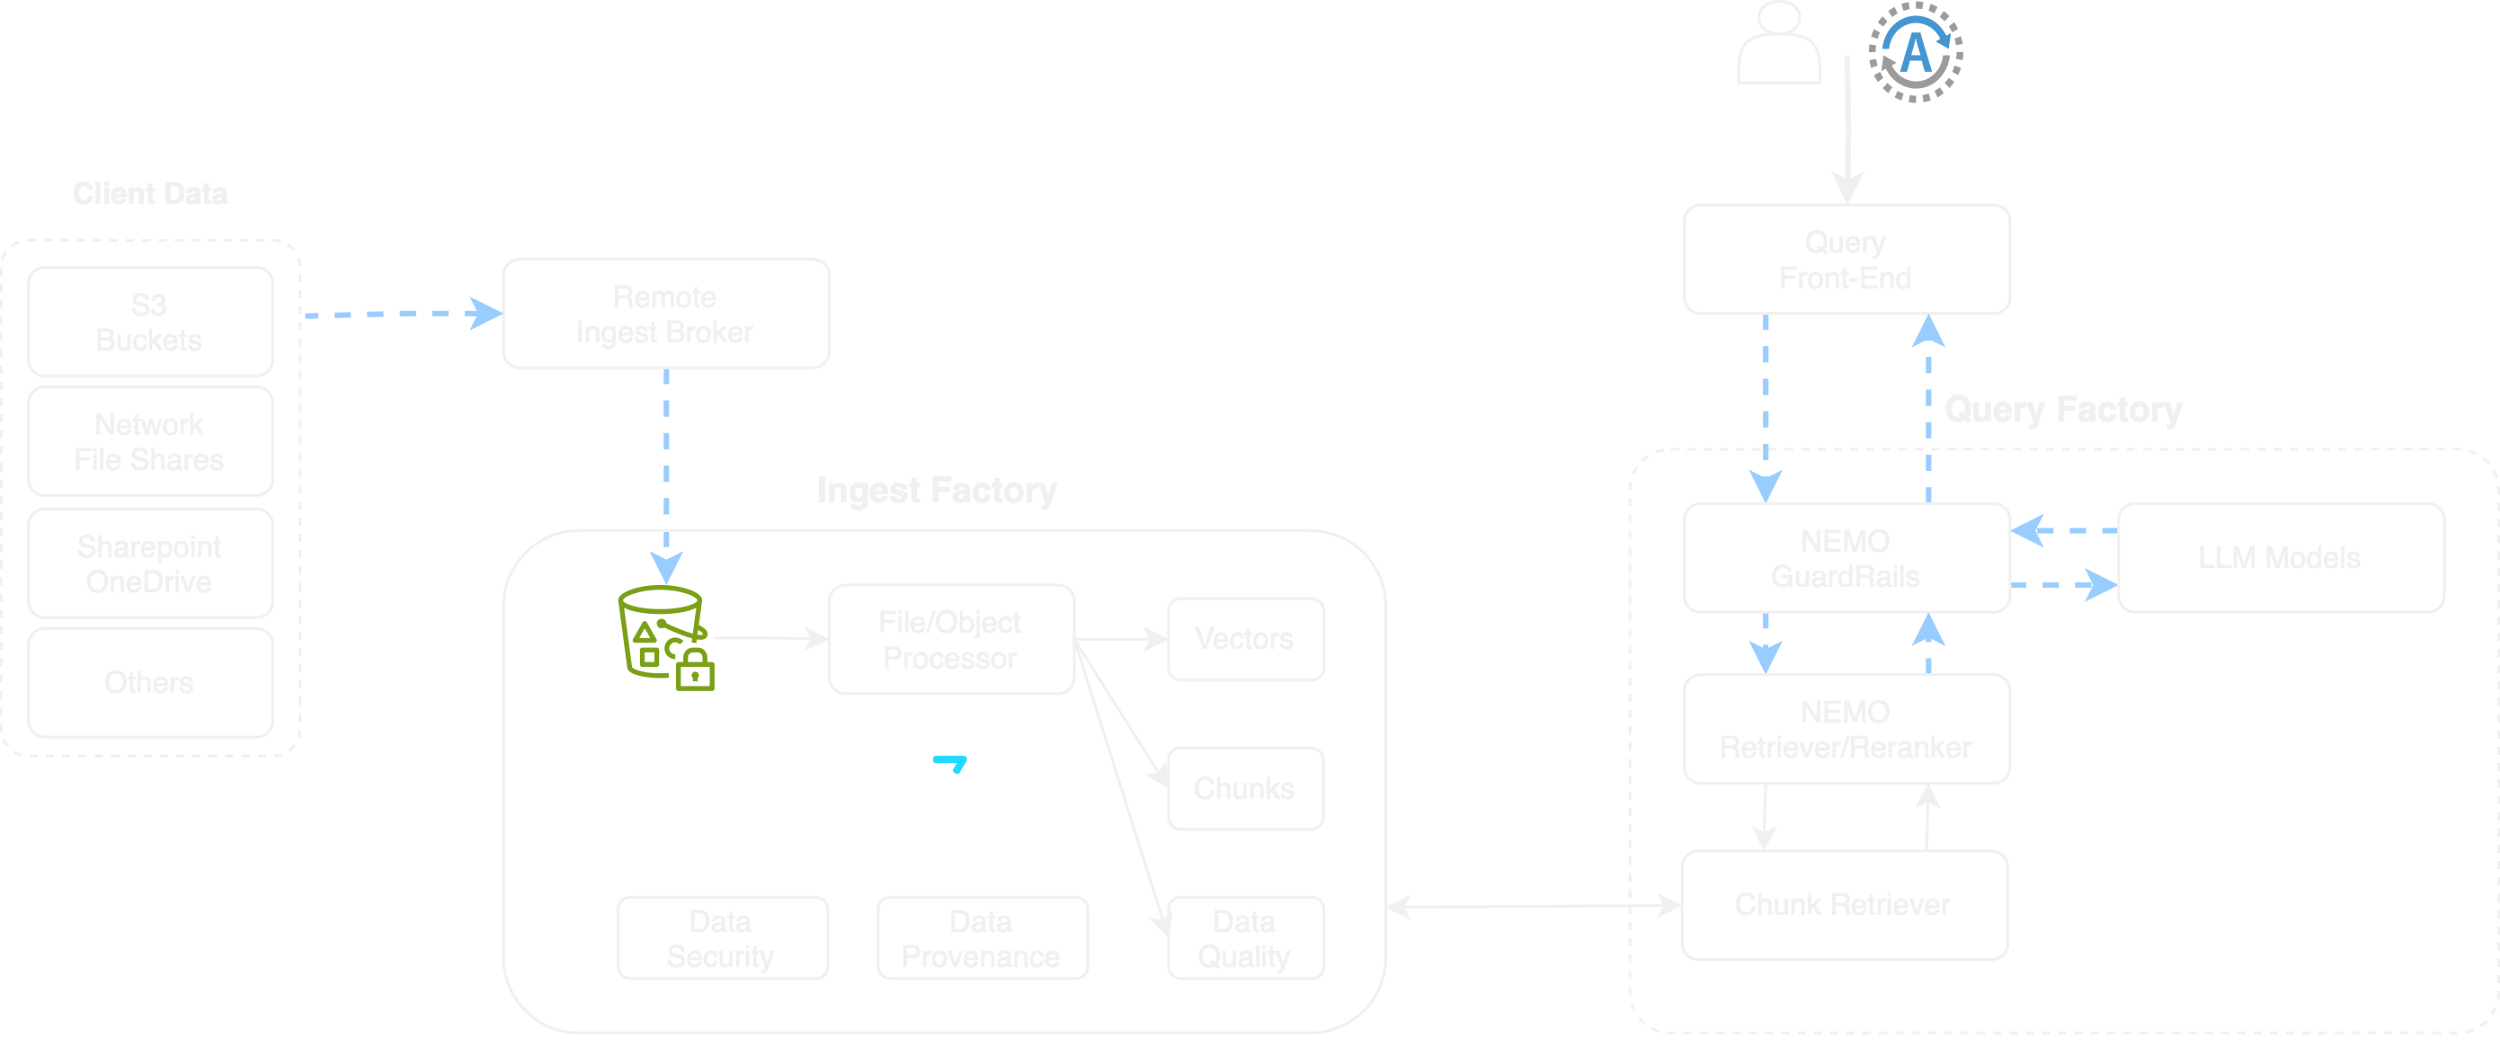 Client Data
S3
Buckets
Network
File Shares
Sharepoint
OneDrive
Others
Remote
Inngest Broker
Ingest Factory
File/Object
Processor
Vectors
Chunks
Data
Security
Data
Provenance
Data
Quality
A
Query
Front-End
Query Factory
NEMO
GuardRails
LLM Models
NEMO
Retriever/Reranker
Chunk Retriever